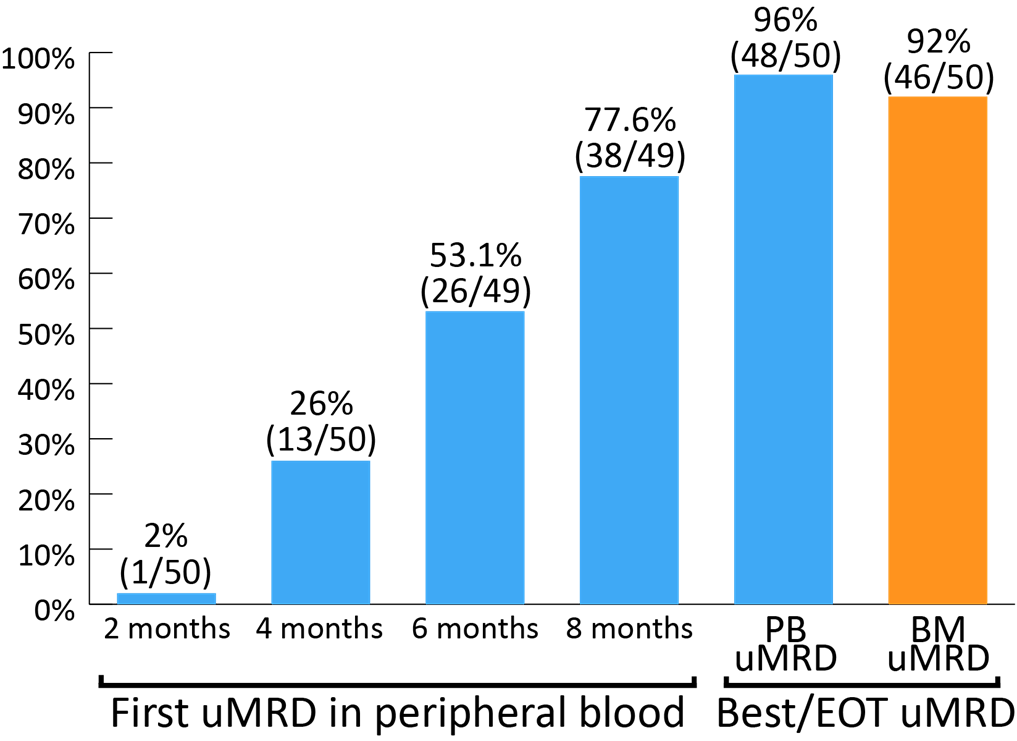 100%
90%
80%
70%
60%
50%
40%
30%
20%
10%
0%
2%
(1/50)
26%
(13/50)
53.1%
(26/49)
77.6%
(38/49)
96%
(48/50)
92%
(46/50)
2 months
4 months
6 months
8 months
PB
uMRD
BM
uMRD
First uMRD in peripheral blood
Best/EOT uMRD